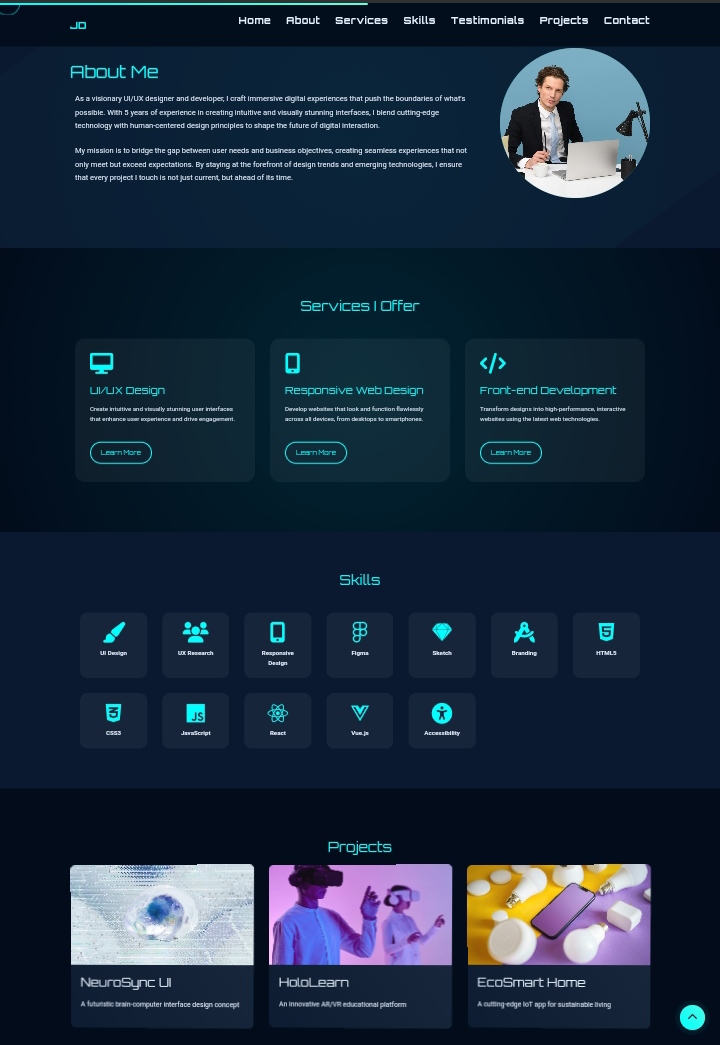 JD
Home About Services Skills Testimonials Projects Contact
About Me
As a visionary UI/UX designer and developer, I craft immersive digital experiences that push the boundaries of what's
possible. With 5 years of experience in creating intuitive and visually stunning interfaces, I blend cutting-edge
technology with human-centered design principles to shape the future of digital interaction.
My mission is to bridge the gap between user needs and business objectives, creating seamless experiences that not
only meet but exceed expectations. By staying at the forefront of design trends and emerging technologies, I ensure
that every project I touch is not just current, but ahead of its time.
Services I Offer
UI/UX Design
Create intuitive and visually stunning user interfaces
that enhance user experience and drive engagement.
Learn More
Responsive Web Design
Develop websites that look and function flawlessly
across all devices, from desktops to smartphones.
Learn More
Front-end Development
Transform designs into high-performance, interactive
websites using the latest web technologies.
Learn More
Skills
UI Design
UX Research
Responsive
Design
Figma
Sketch
Branding
HTML5
CSS3
JS
JavaScript
React
Vue.js
Accessibility
Projects
NeuroSync UI
A futuristic brain-computer interface design concept
HoloLearn
An innovative AR/VR educational platform
EcoSmart Home
A cutting-edge IoT app for sustainable living